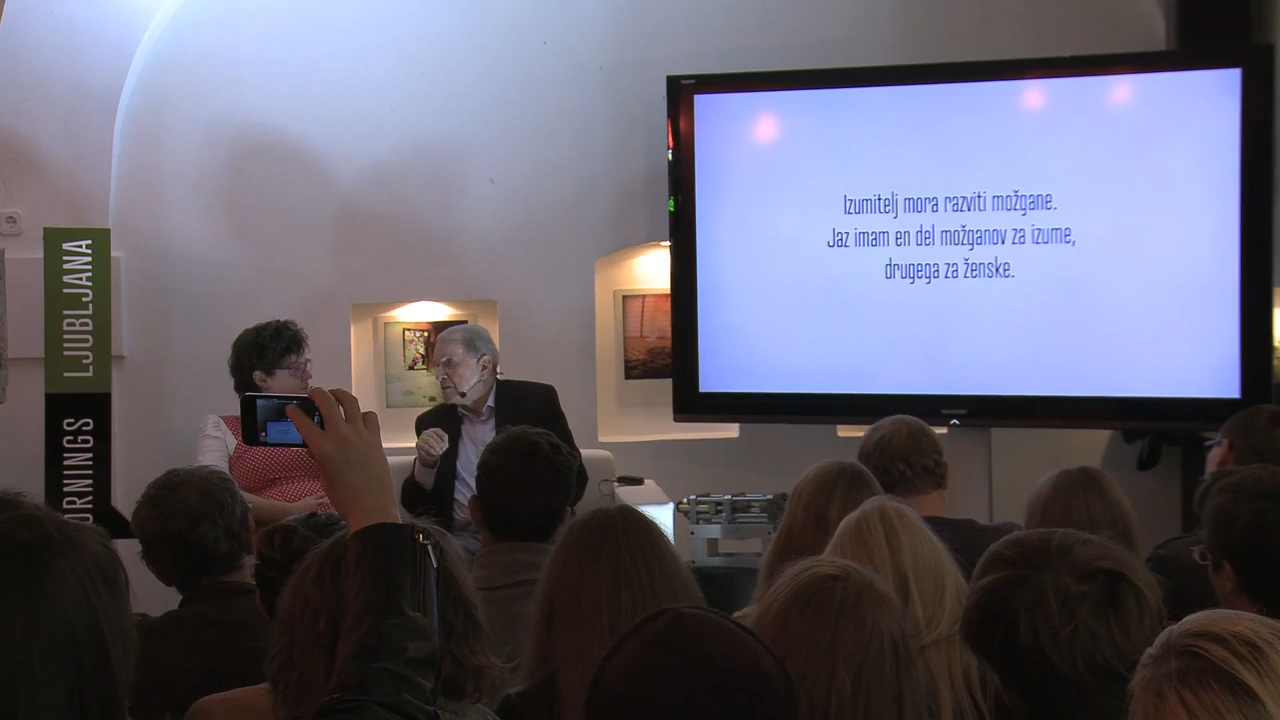 Izumitelj mora razviti možgane.
Jaz imam en del možganov za izume,
drugega za ženske.
LJUBLJANA
ORNINGS